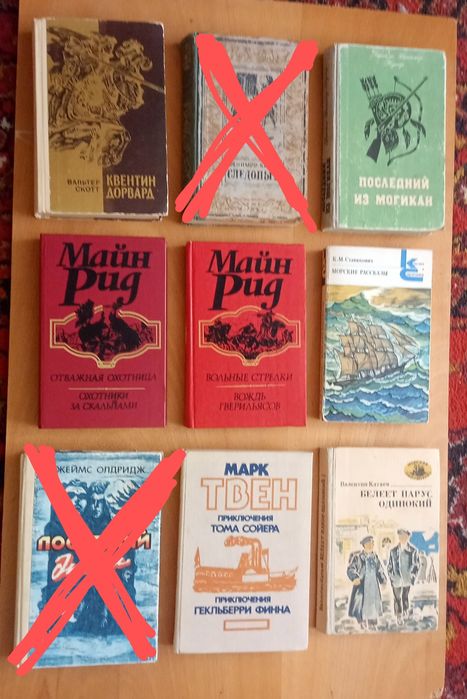 ВАЛЬТЕР
СКОТТ
КВЕНТИН
ДОРВАРД
СЛЕДОПЫ
ПОСЛЕДНИЙ
ИЗ МОГИКАН
МАЙН
РИД
ОТВАЖНАЯ ОХОТНИЦА
ОХОТНИКИ
ЗА СКАЛЬПАМИ
МАЙН
РИД
ВОЛЬНЫЕ СТРЕЛКИ
ВОЖДЬ
ГВЕРИЛЬЯСОВ
К.М.Станюкович
МОРСКИЕ РАССКАЗЫ
ДЖЕЙМС ОЛДРИДЖ
МАРК
ТВЕН
ПРИКЛЮЧЕНИЯ
ТОМА СОЙЕРА
ПРИКЛЮЧЕНИЯ
ГЕКЛЬБЕРРИ ФИННА
Валентин Катаев
БЕЛЕЕТ ПАРУС
ОДИНОКИЙ